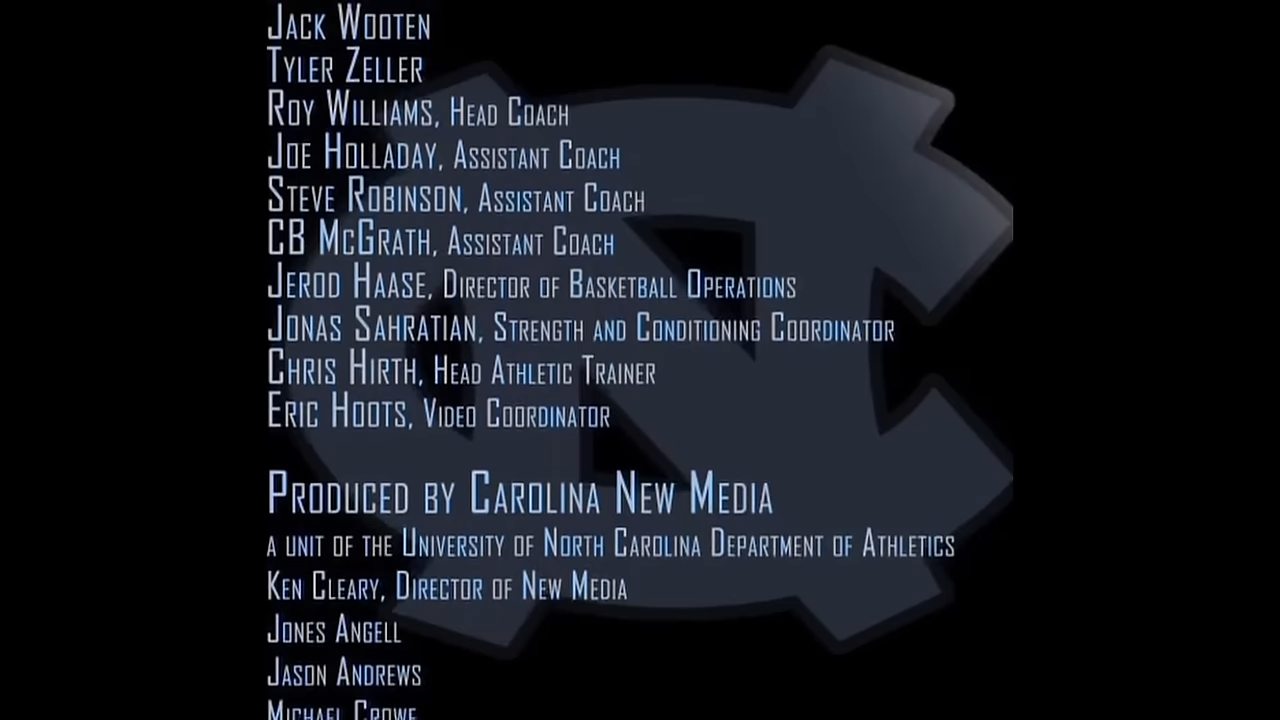 Jack Wooten
Tyler Zeller
Roy Williams, Head Coach
Joe Holladay, Assistant Coach
Steve Robinson, Assistant Coach
CB McGrath, Assistant Coach
Jerod Haase, Director of Basketball Operations
Jonas Sahratian, Strength and Conditioning Coordinator
Chris Hirth, Head Athletic Trainer
Eric Hoots, Video Coordinator
Produced by Carolina New Media
a unit of the University of North Carolina Department of Athletics
Ken Cleary, Director of New Media
Jones Angell
Jason Andrews
Michael Crowe